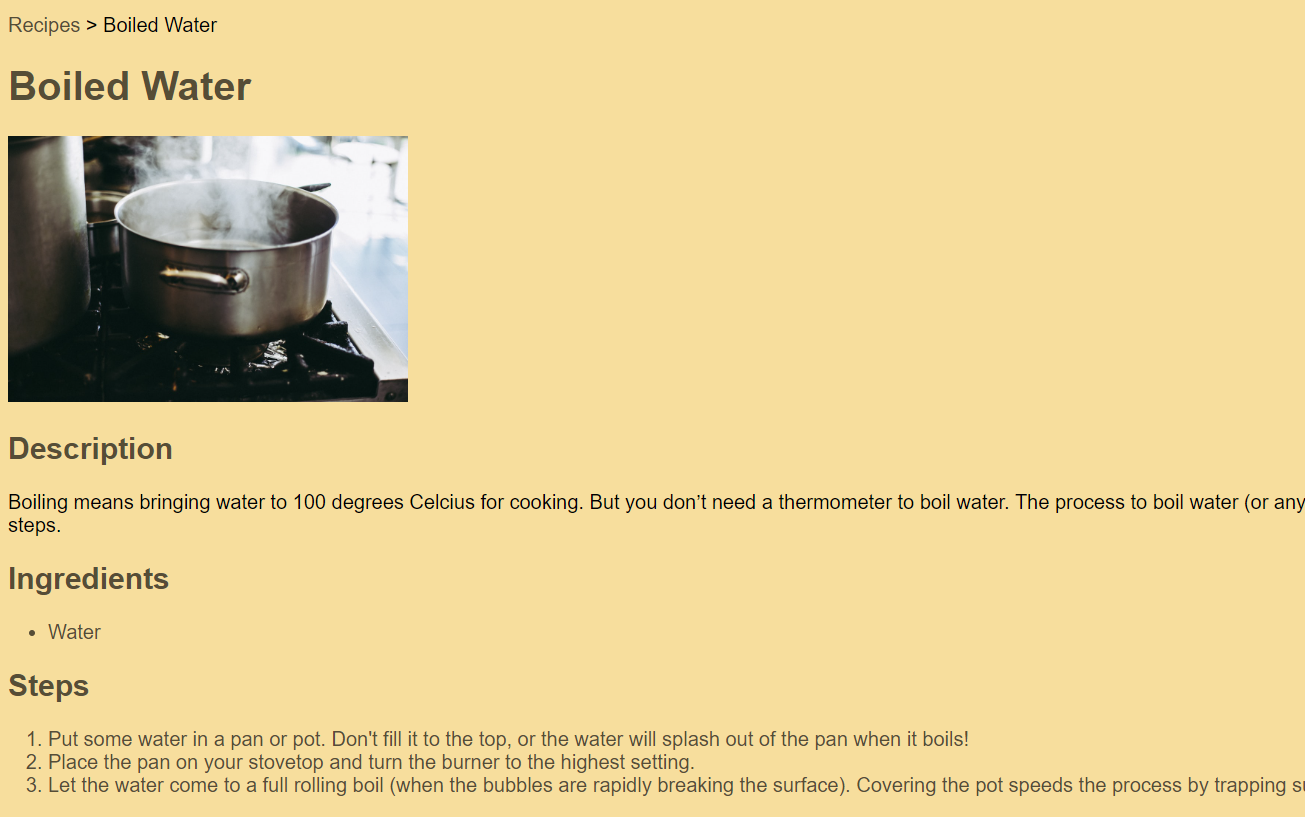 Recipes > Boiled Water
Boiled Water
Description
Boiling means bringing water to 100 degrees Celcius for cooking. But you don’t need a thermometer to boil water. The process to boil water (or any
steps.
Ingredients
• Water
Steps
1. Put some water in a pan or pot. Don't fill it to the top, or the water will splash out of the pan when it boils!
2. Place the pan on your stovetop and turn the burner to the highest setting.
3. Let the water come to a full rolling boil (when the bubbles are rapidly breaking the surface). Covering the pot speeds the process by trapping